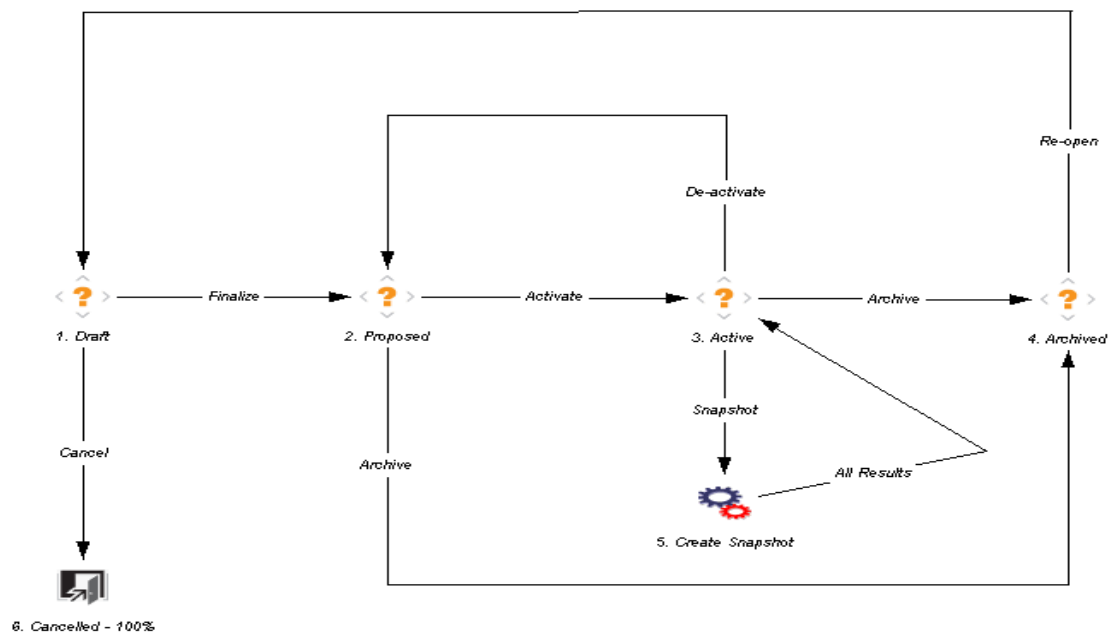 Re-open
De-activate
Finalize
Activate
Archive
1. Draft
2. Proposed
3. Active
4. Archived
Snapshot
Cancel
Archive
All Results
5. Create Snapshot
6. Cancelled - 100%